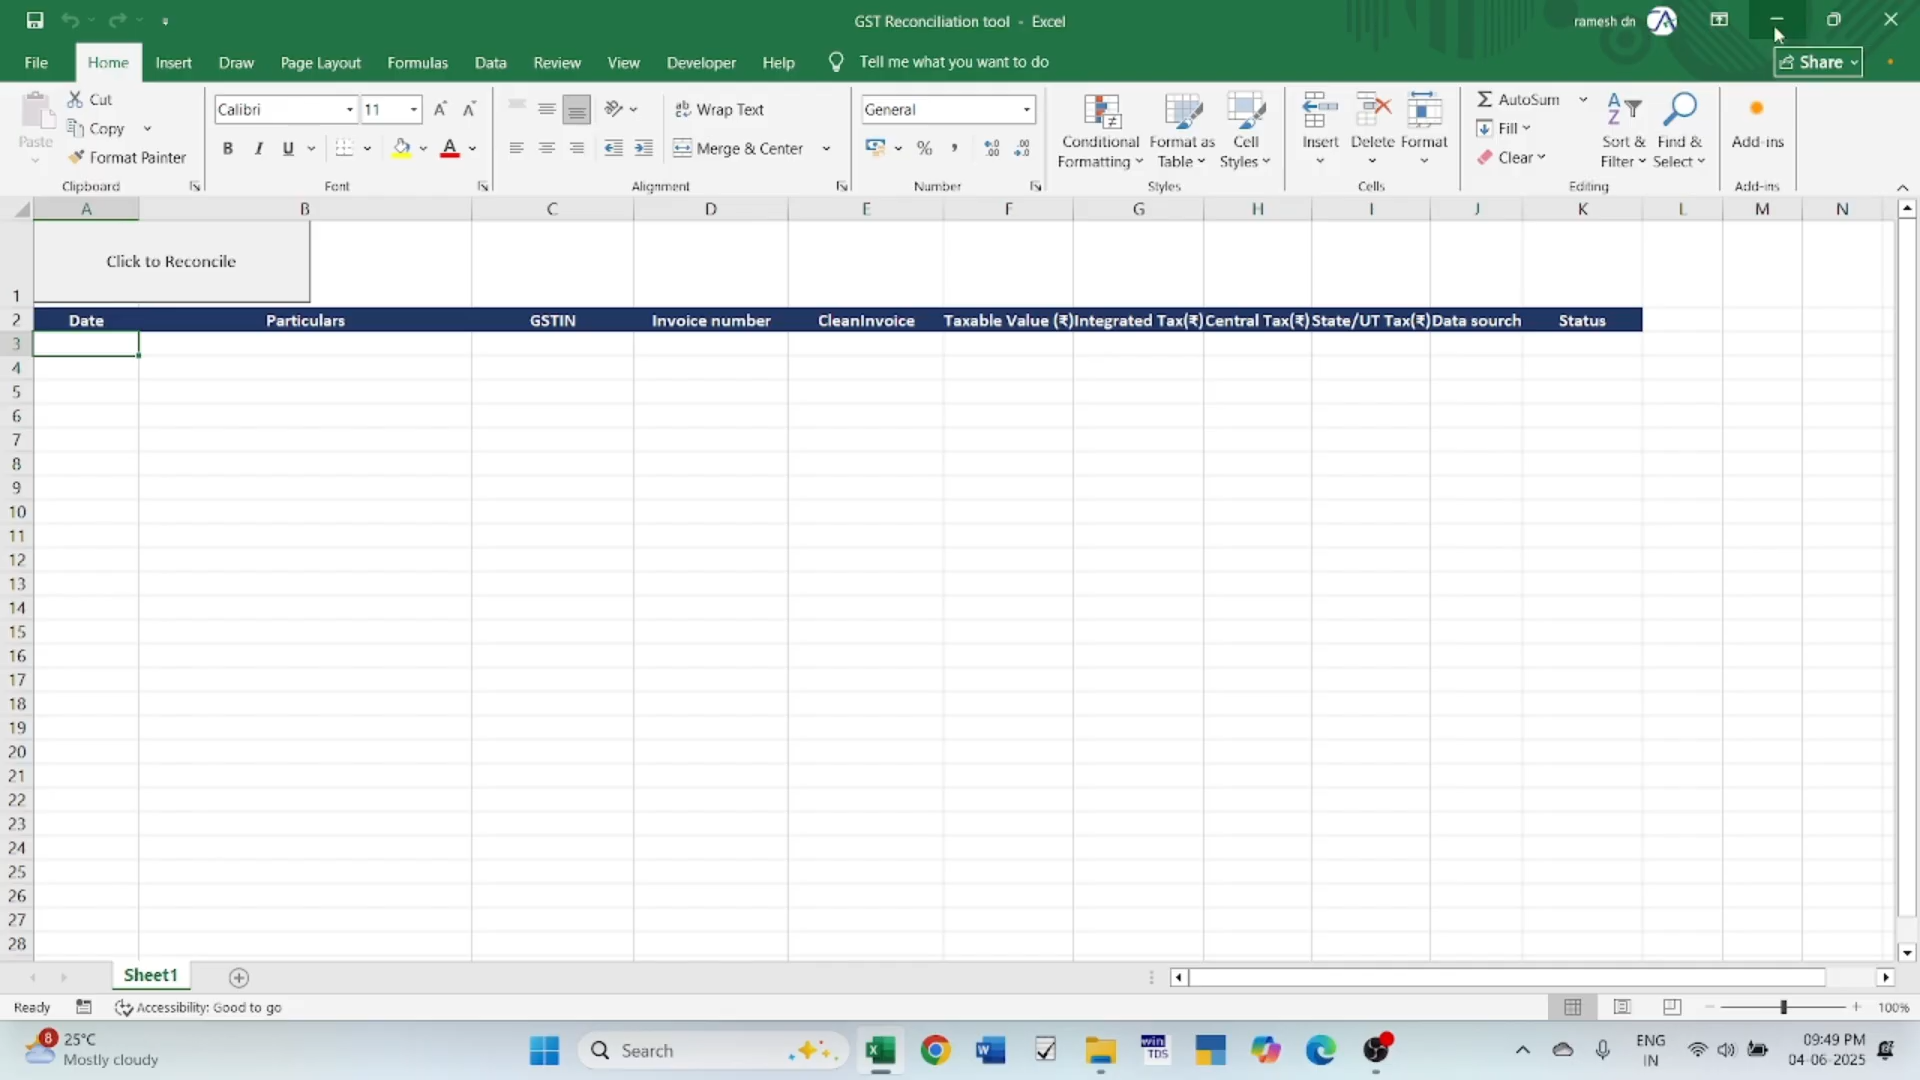 GST Reconciliation tool - Excel
ramesh dn
File Home Insert Draw Page Layout Formulas Data Review View Developer Help Tell me what you want to do
Share
Paste
Cut
Copy
Format Painter
Clipboard
Calibri 11
B I U A
Font
Wrap Text
Merge & Center
Alignment
General
%
Number
Conditional Formatting
Format as Table
Cell Styles
Styles
Insert Delete Format
Cells
AutoSum
Fill
Clear
Sort & Filter
Find & Select
Editing
Add-ins
Add-ins
A B C D E F G H I J K L M N
Click to Reconcile
1
2 Date Particulars GSTIN Invoice number CleanInvoice Taxable Value (₹) Integrated Tax(₹) Central Tax(₹) State/UT Tax(₹) Data sourch Status
3
4
5
6
7
8
9
10
11
12
13
14
15
16
17
18
19
20
21
22
23
24
25
26
27
28
Sheet1
Ready Accessibility: Good to go 100%
8
25°C
Mostly cloudy
Search
win TDS
ENG
IN
09:49 PM
04-06-2025